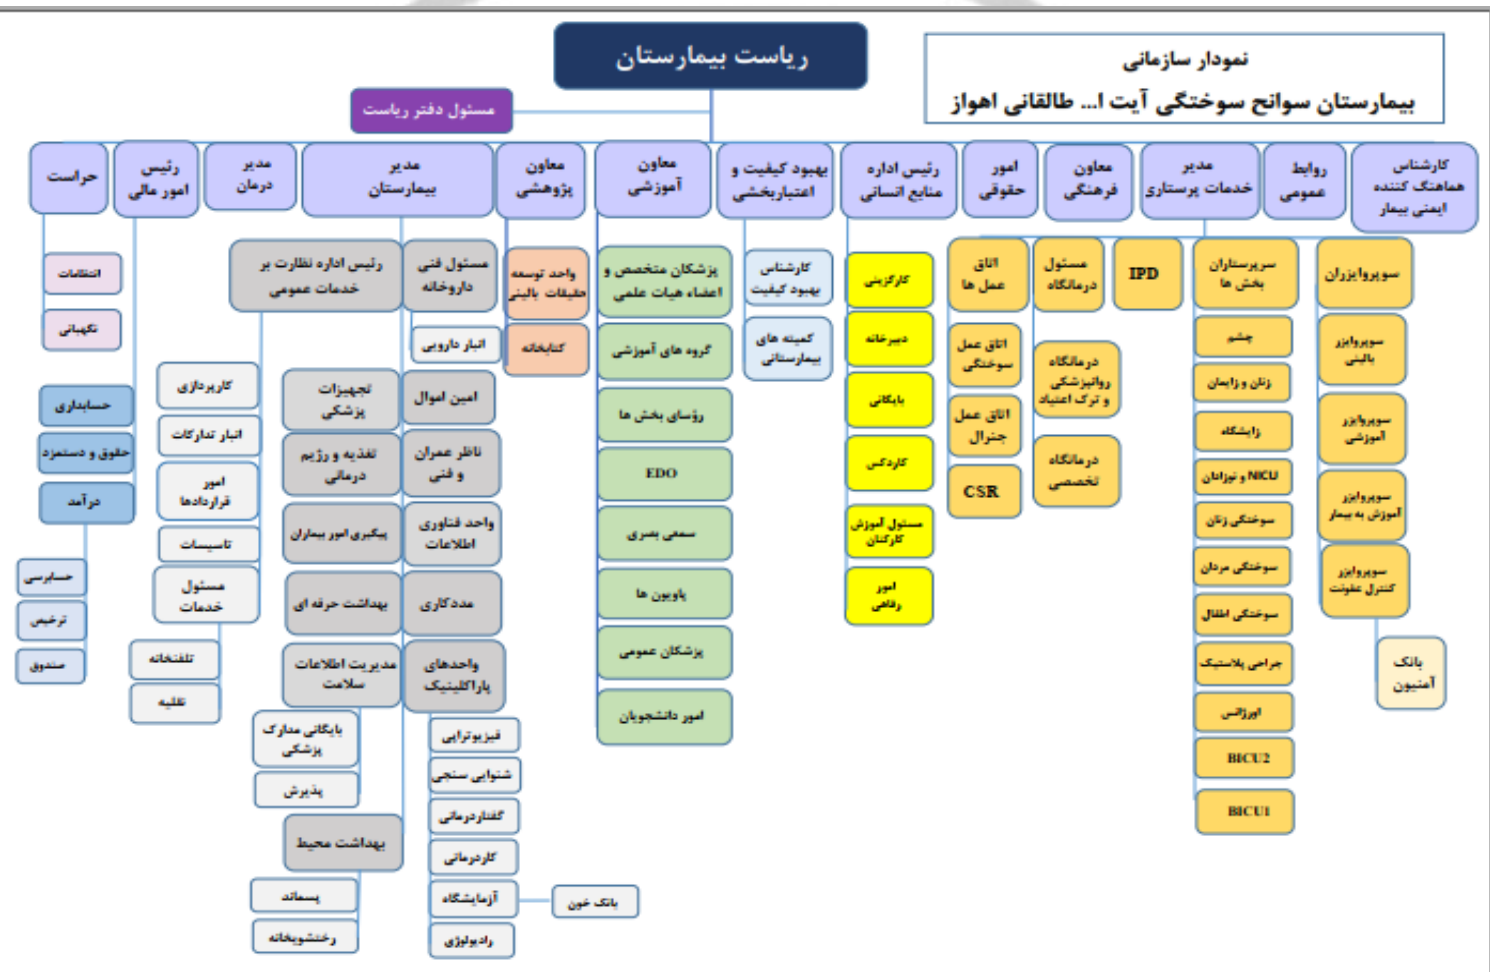 نمودار سازمانی
بیمارستان سوانح سوختگی آیت ا... طالقانی اهواز
ریاست بیمارستان
مسئول دفتر ریاست
کارشناس
هماهنگ کننده
ایمنی بیمار
روابط
عمومی
مدیر
خدمات پرستاری
معاون
فرهنگی
امور
حقوقی
رئیس اداره
منابع انسانی
بهبود کیفیت و
اعتباربخشی
معاون
آموزشی
معاون
پژوهشی
مدیر
بیمارستان
مدیر
درمان
رئیس
امور مالی
حراست
سوپروایزران
سوپروایزر
بالینی
سوپروایزر
آموزشی
سوپروایزر
آموزش به بیمار
سوپروایزر
کنترل عفونت
بانک
آمنیون
سرپرستاران
بخش ها
چشم
زنان و زایمان
زایشگاه
NICU و نوزادان
سوختگی زنان
سوختگی مردان
سوختگی اطفال
جراحی پلاستیک
اورژانس
BICU2
BICU1
IPD
مسئول
درمانگاه
درمانگاه
روانپزشکی
و ترک اعتیاد
درمانگاه
تخصصی
اتاق
عمل ها
اتاق عمل
سوختگی
اتاق عمل
جنرال
CSR
کارگزینی
دبیرخانه
بایگانی
کاردکس
مسئول آموزش
کارکنان
امور
رفاهی
کارشناس
بهبود کیفیت
کمیته های
بیمارستانی
پزشکان متخصص و
اعضاء هیات علمی
گروه های آموزشی
رؤسای بخش ها
EDO
سمعی بصری
پاویون ها
پزشکان عمومی
امور دانشجویان
واحد توسعه
حقیقات بالینی
کتابخانه
مسئول فنی
داروخانه
انبار دارویی
امین اموال
ناظر عمران
و فنی
واحد فناوری
اطلاعات
مددکاری
واحدهای
پاراکلینیک
فیزیوتراپی
شنوایی سنجی
گفتاردرمانی
کاردرمانی
آزمایشگاه
بانک خون
رادیولوژی
رئیس اداره نظارت بر
خدمات عمومی
تجهیزات
پزشکی
تغذیه و رژیم
درمانی
پیگیری امور بیماران
بهداشت حرفه ای
مدیریت اطلاعات
سلامت
بایگانی مدارک
پزشکی
پذیرش
بهداشت محیط
پسماند
رختشویخانه
کارپردازی
انبار تدارکات
امور
قراردادها
تاسیسات
مسئول
خدمات
تلفنخانه
نقلیه
انتظامات
نگهبانی
حسابداری
حقوق و دستمزد
درآمد
حسابرسی
ترخیص
صندوق